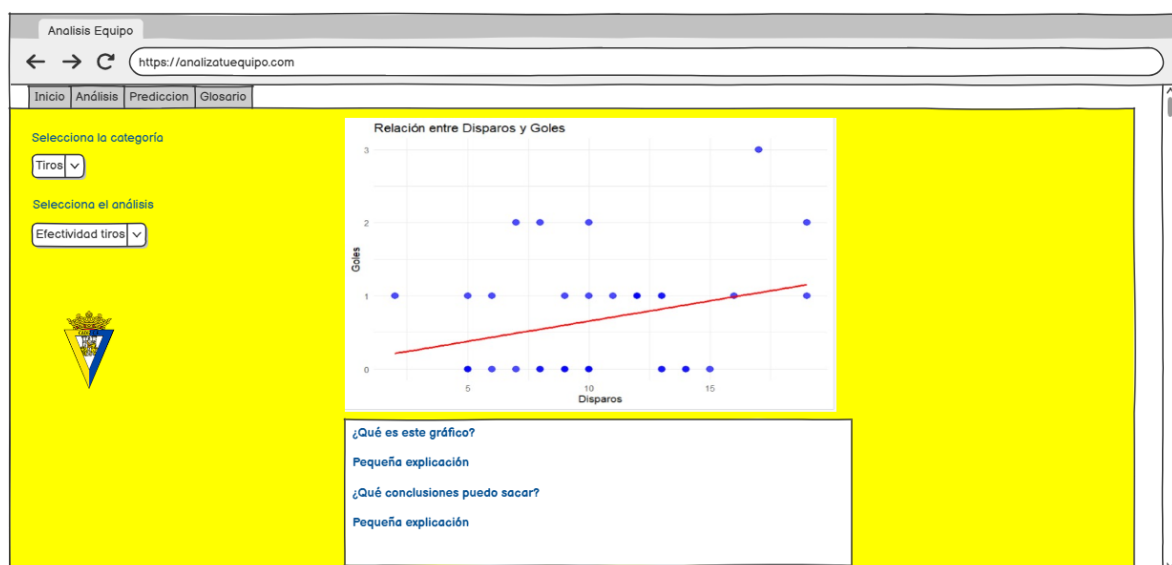 Analisis Equipo
https://analizatuequipo.com
Inicio Análisis Prediccion Glosario
Selecciona la categoría
Tiros
Selecciona el análisis
Efectividad tiros
Relación entre Disparos y Goles
Goles
3
2
1
0
5 10 15
Disparos
¿Qué es este gráfico?
Pequeña explicación
¿Qué conclusiones puedo sacar?
Pequeña explicación